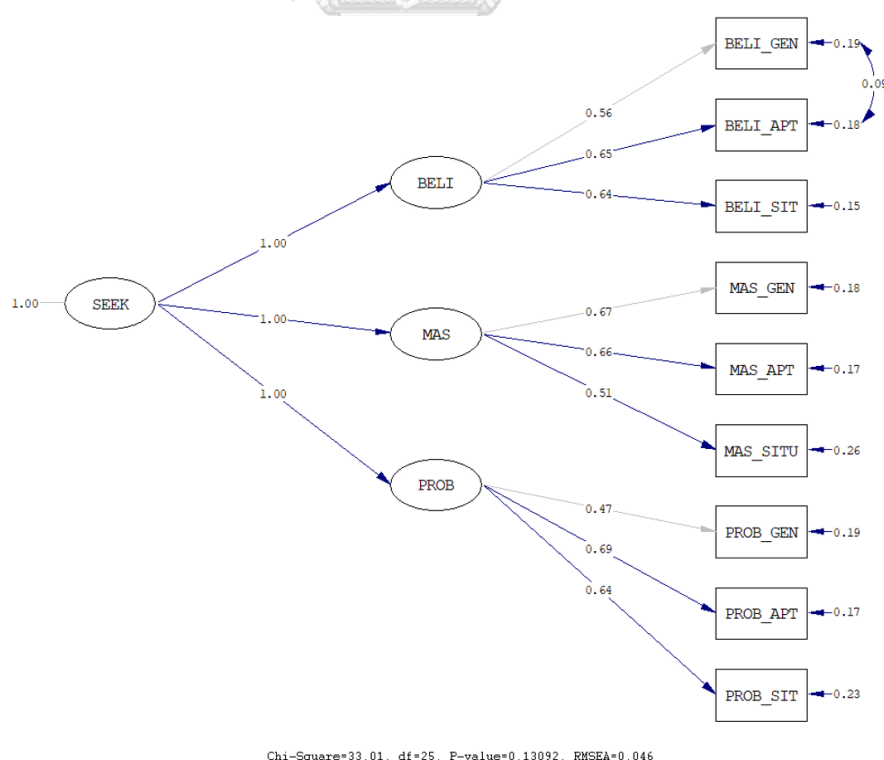 BELI_GEN
0.19
0.09
0.56
BELI_APT
0.18
0.65
BELI
0.64
BELI_SIT
0.15
1.00
MAS_GEN
0.18
1.00
SEEK
0.67
1.00
MAS
0.66
MAS_APT
0.17
0.51
1.00
MAS_SITU
0.26
PROB
0.47
PROB_GEN
0.19
0.69
0.64
PROB_APT
0.17
PROB_SIT
0.23
Chi-Square=33.01, df=25, P-value=0.13092, RMSEA=0.046